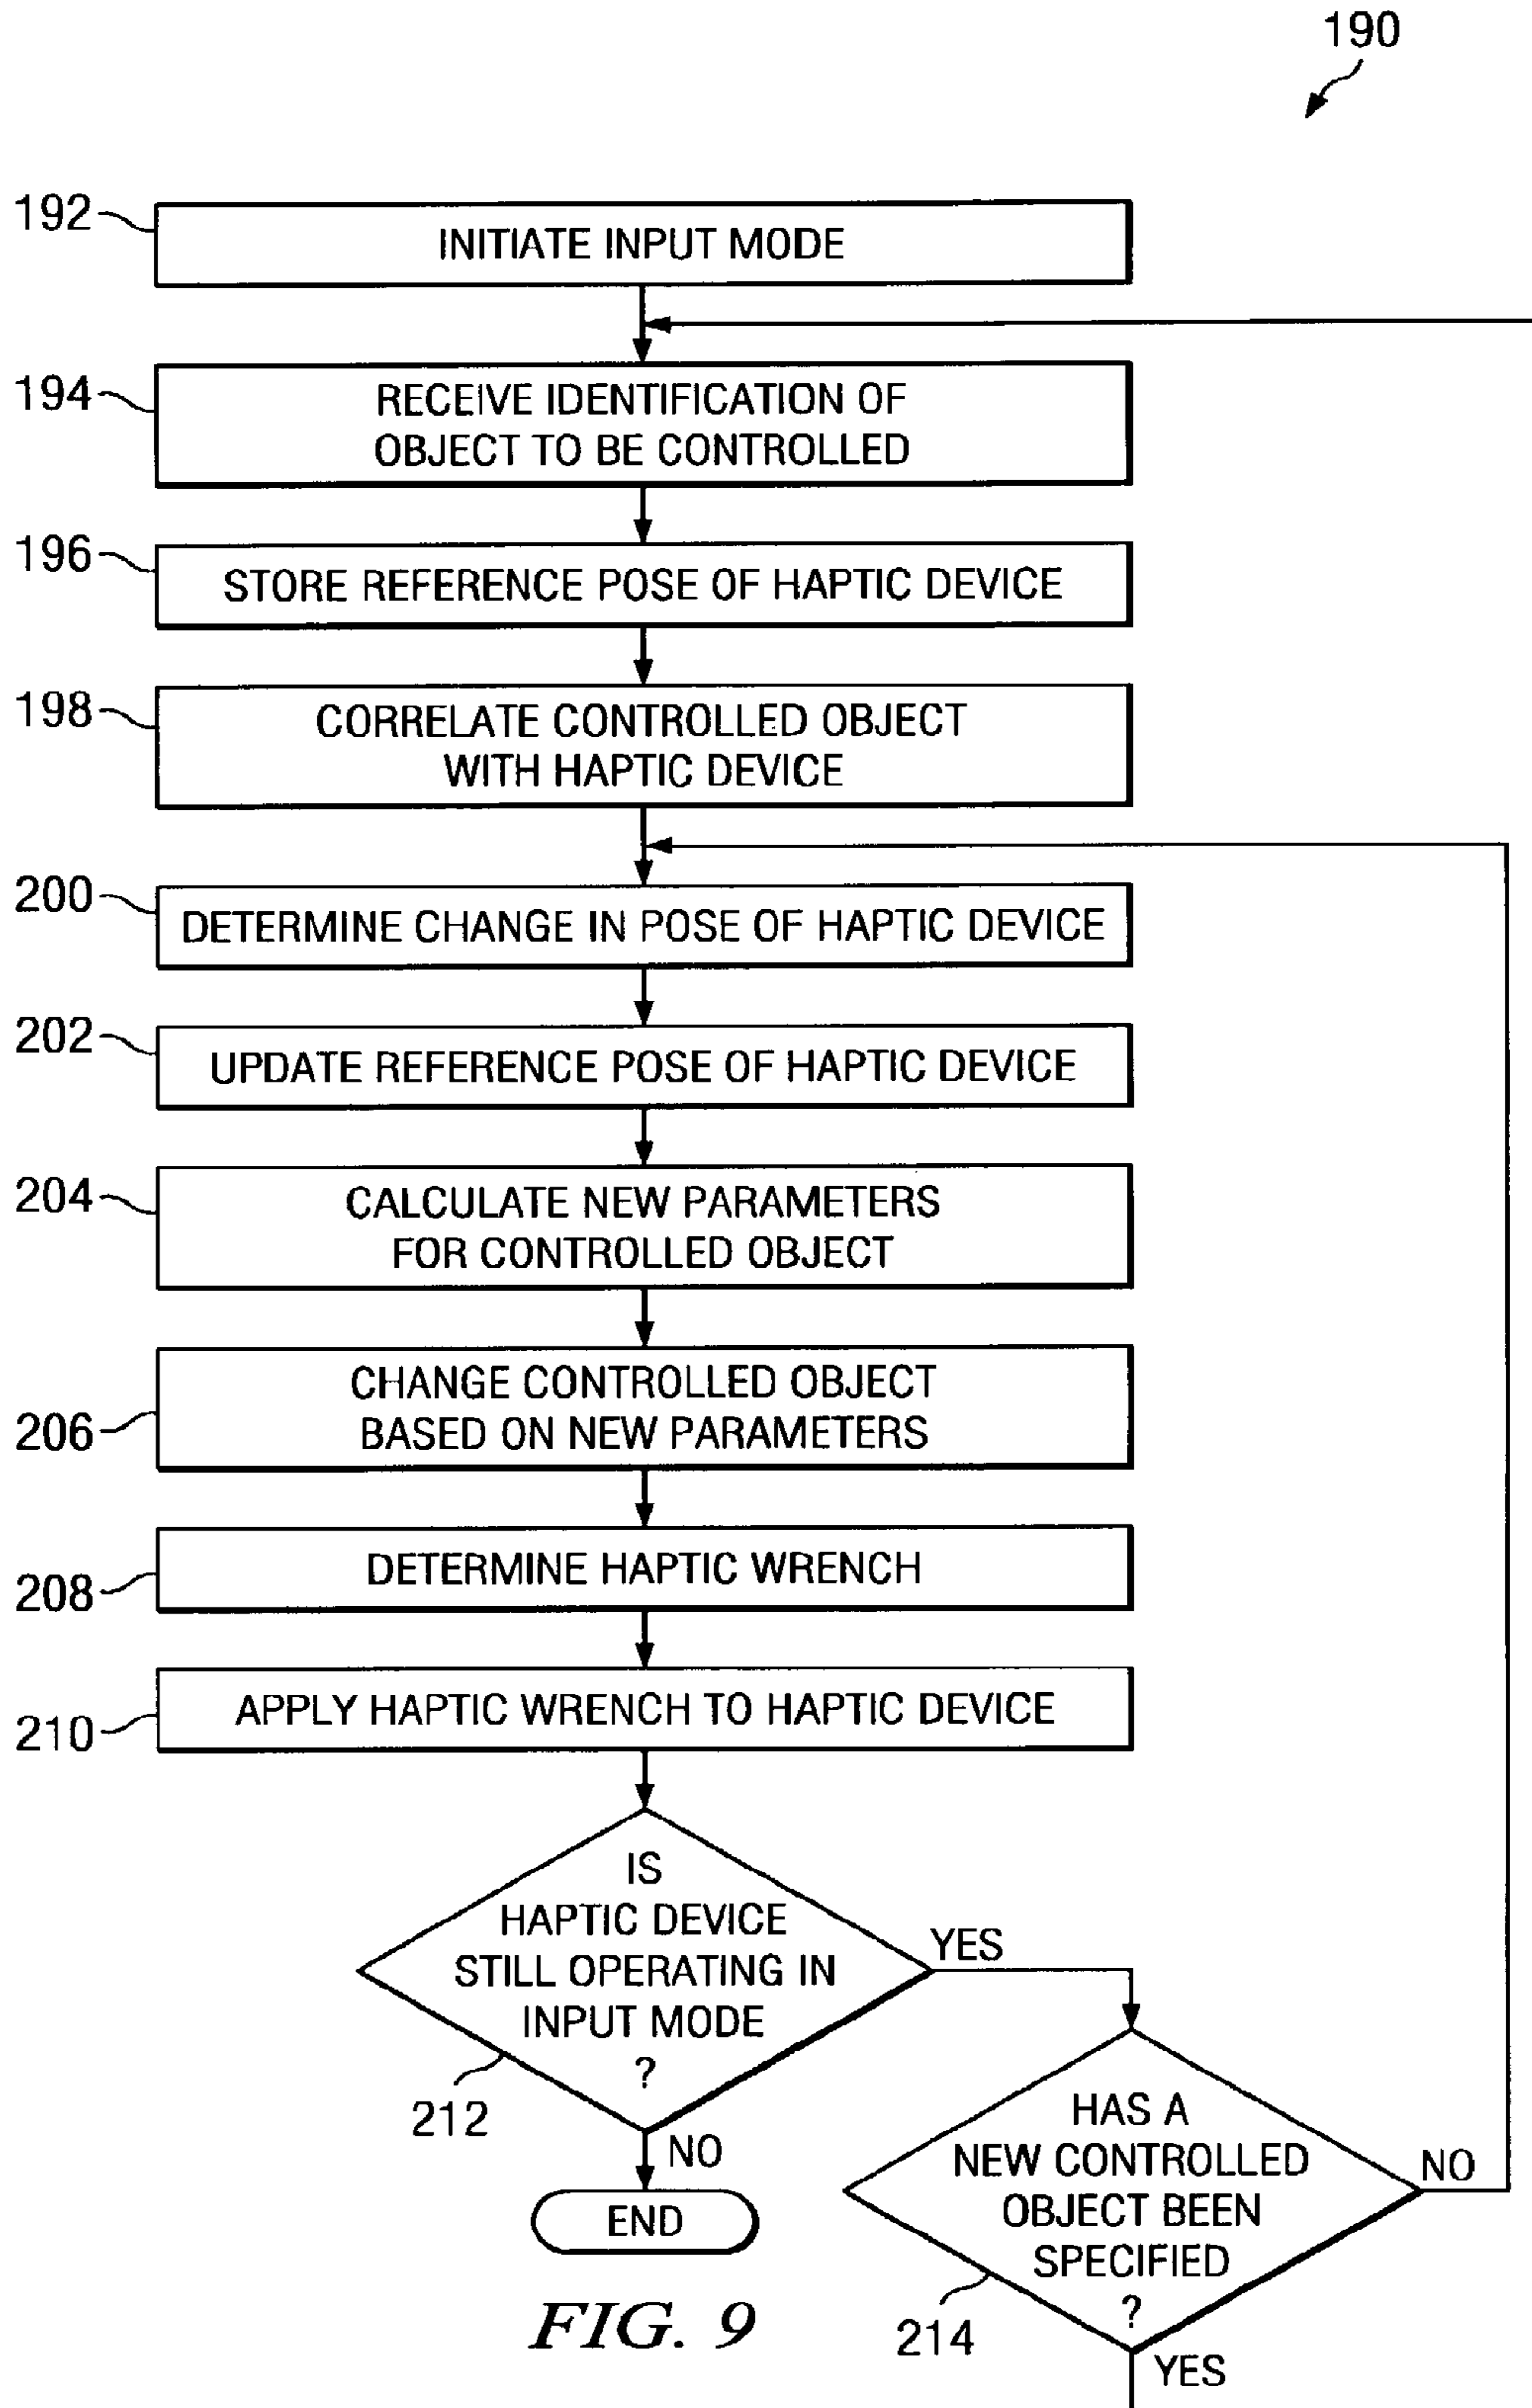 190
192
INITIATE INPUT MODE
194
RECEIVE IDENTIFICATION OF
OBJECT TO BE CONTROLLED
196
STORE REFERENCE POSE OF HAPTIC DEVICE
198
CORRELATE CONTROLLED OBJECT
WITH HAPTIC DEVICE
200
DETERMINE CHANGE IN POSE OF HAPTIC DEVICE
202
UPDATE REFERENCE POSE OF HAPTIC DEVICE
204
CALCULATE NEW PARAMETERS
FOR CONTROLLED OBJECT
206
CHANGE CONTROLLED OBJECT
BASED ON NEW PARAMETERS
208
DETERMINE HAPTIC WRENCH
210
APPLY HAPTIC WRENCH TO HAPTIC DEVICE
IS
HAPTIC DEVICE
STILL OPERATING IN
INPUT MODE
?
YES
212
NO
END
HAS A
NEW CONTROLLED
OBJECT BEEN
SPECIFIED
?
NO
214
YES
FIG. 9